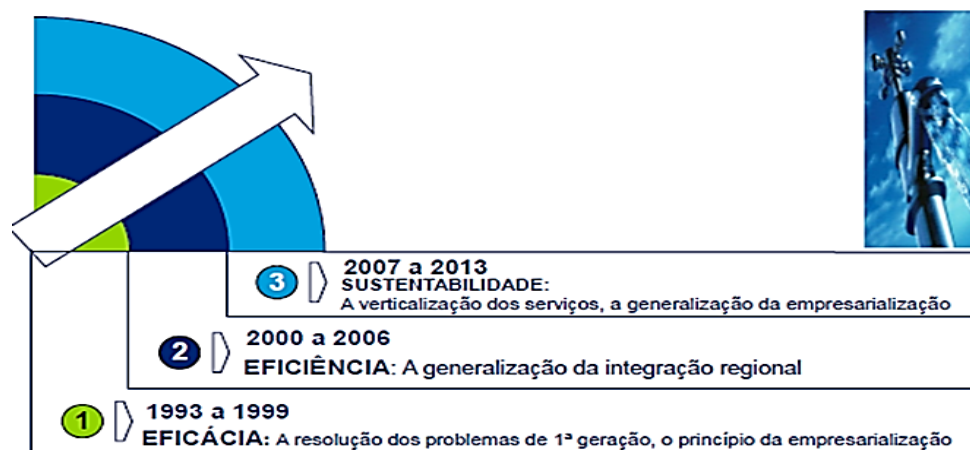 3
2007 a 2013
SUSTENTABILIDADE:
A verticalização dos serviços, a generalização da empresarialização
2
2000 a 2006
EFICIÊNCIA: A generalização da integração regional
1
1993 a 1999
EFICÁCIA: A resolução dos problemas de 1ª geração, o princípio da empresarialização